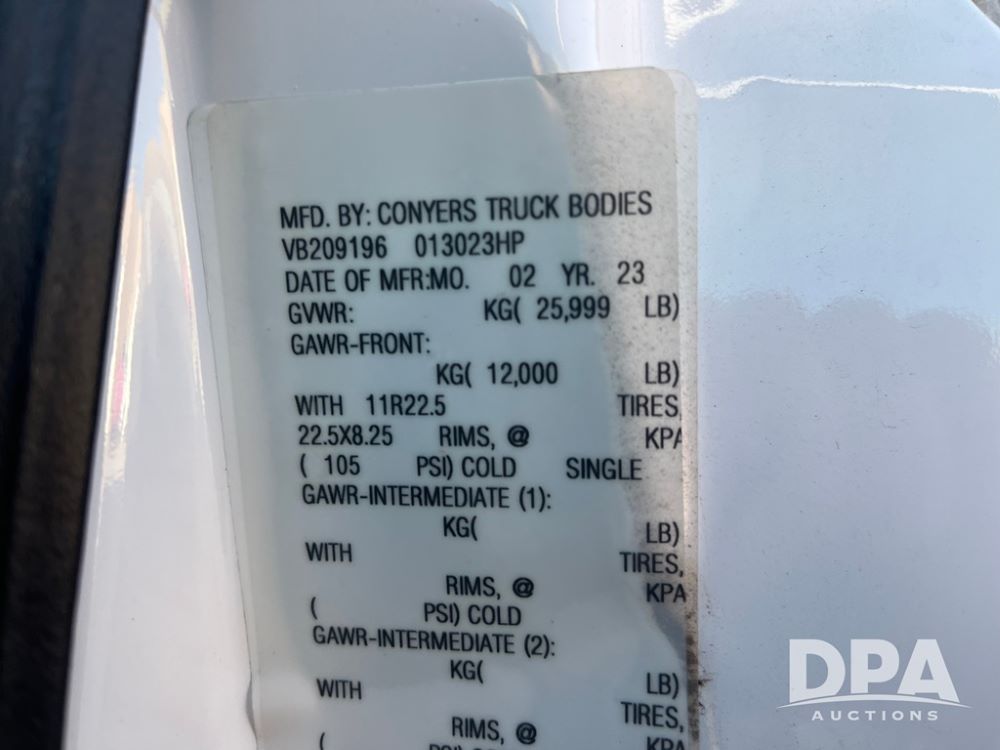 MFD. BY: CONYERS TRUCK BODIES
VB209196 013023HP
DATE OF MFR:MO. 02 YR. 23
GVWR: KG( 25,999 LB)
GAWR-FRONT:
KG( 12,000 LB)
WITH 11R22.5 TIRES,
22.5X8.25 RIMS, @ KPA
( 105 PSI) COLD SINGLE
GAWR-INTERMEDIATE (1):
KG( LB)
WITH TIRES,
RIMS, @ KPA
( PSI) COLD
GAWR-INTERMEDIATE (2):
KG( LB)
WITH TIRES,
RIMS, @ KPA
(
DPA
AUCTIONS